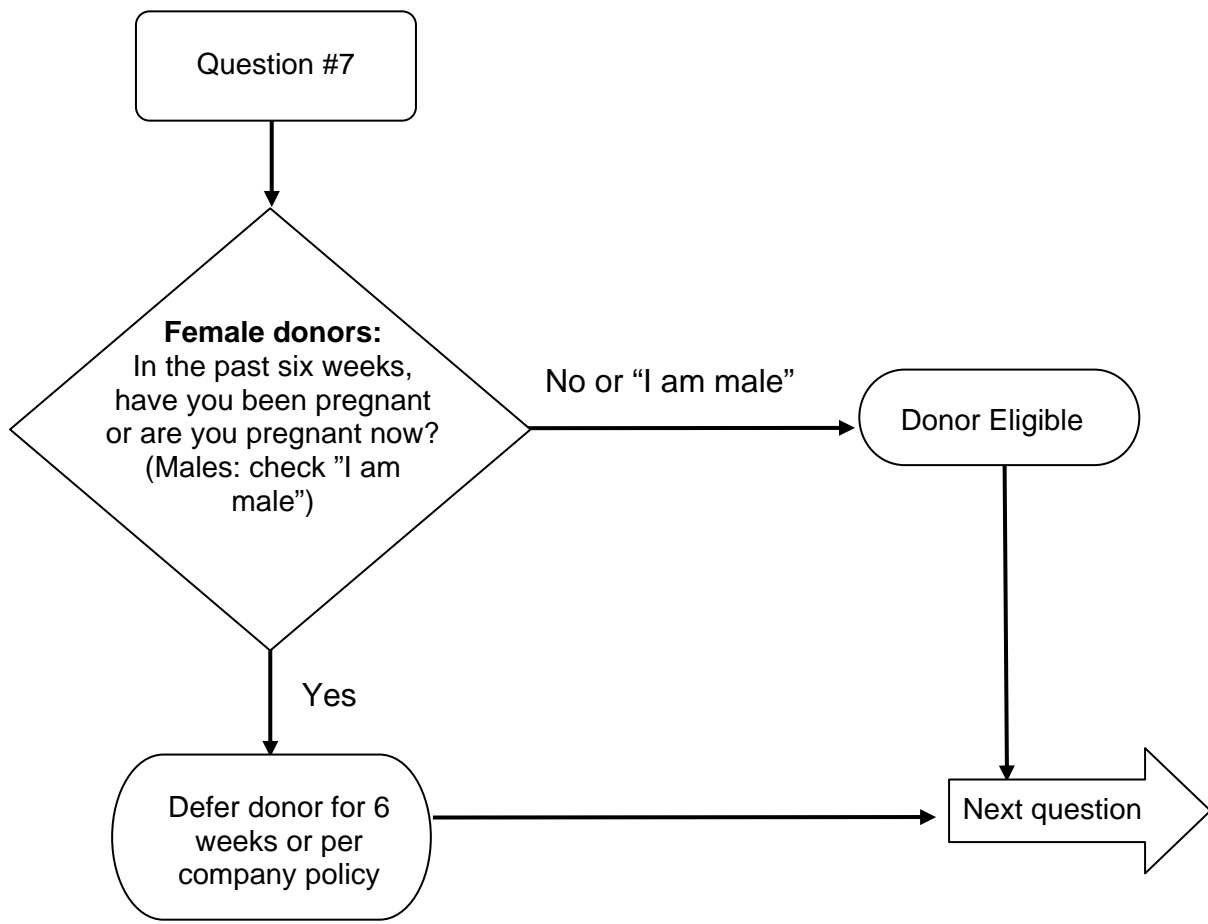 Question #7
Female donors:
In the past six weeks,
have you been pregnant
or are you pregnant now?
(Males: check ”I am
male”)
No or “I am male”
Donor Eligible
Yes
Defer donor for 6
weeks or per
company policy
Next question